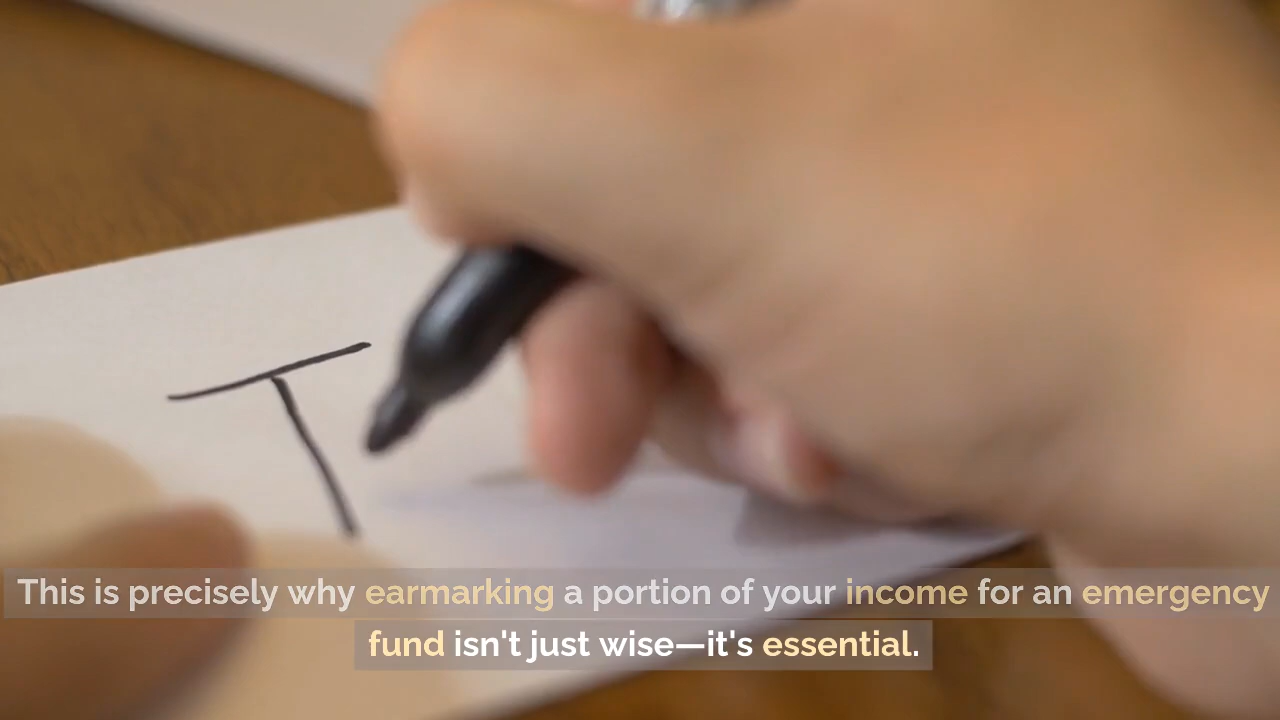 T
This is precisely why earmarking a portion of your income for an emergency
fund isn't just wise—it's essential.